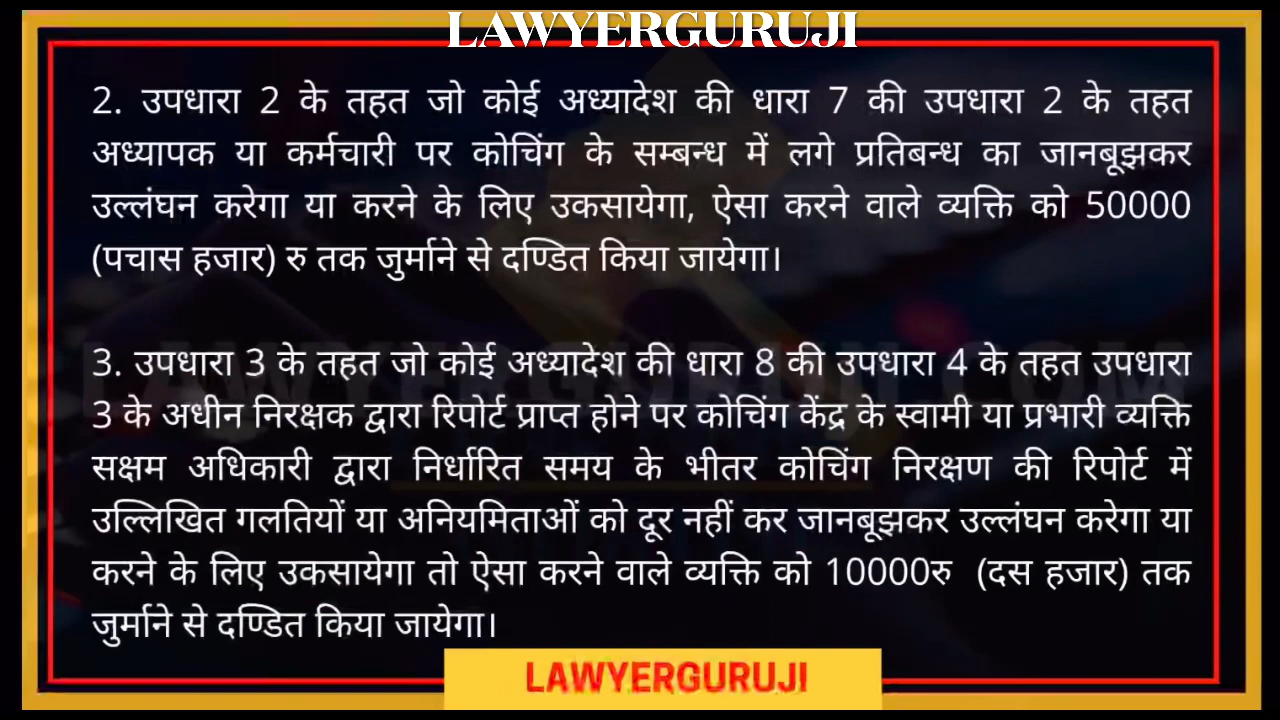 LAWYERGURUJI
2. उपधारा 2 के तहत जो कोई अध्यादेश की धारा 7 की उपधारा 2 के तहत
अध्यापक या कर्मचारी पर कोचिंग के सम्बन्ध में लगे प्रतिबन्ध का जानबूझकर
उल्लंघन करेगा या करने के लिए उकसायेगा, ऐसा करने वाले व्यक्ति को 50000
(पचास हजार) रु तक जुर्माने से दण्डित किया जायेगा।
3. उपधारा 3 के तहत जो कोई अध्यादेश की धारा 8 की उपधारा 4 के तहत उपधारा
3 के अधीन निरक्षक द्वारा रिपोर्ट प्राप्त होने पर कोचिंग केंद्र के स्वामी या प्रभारी व्यक्ति
सक्षम अधिकारी द्वारा निर्धारित समय के भीतर कोचिंग निरक्षण की रिपोर्ट में
उल्लिखित गलतियों या अनियमिताओं को दूर नहीं कर जानबूझकर उल्लंघन करेगा या
करने के लिए उकसायेगा तो ऐसा करने वाले व्यक्ति को 10000रु (दस हजार) तक
जुर्माने से दण्डित किया जायेगा।
LAWYERGURUJI